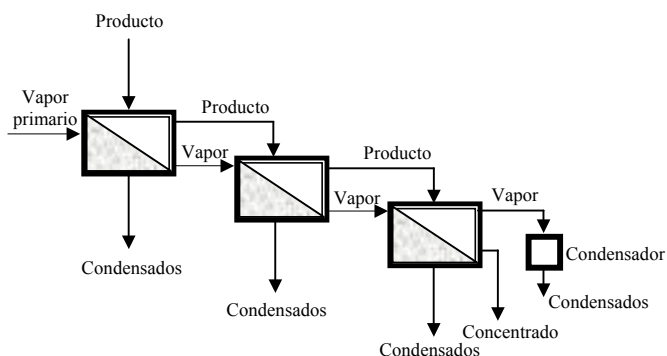 Producto
Vapor
primario
Producto
Vapor
Producto
Vapor
Vapor
Condensador
Condensados
Condensados
Condensados
Concentrado
Condensados